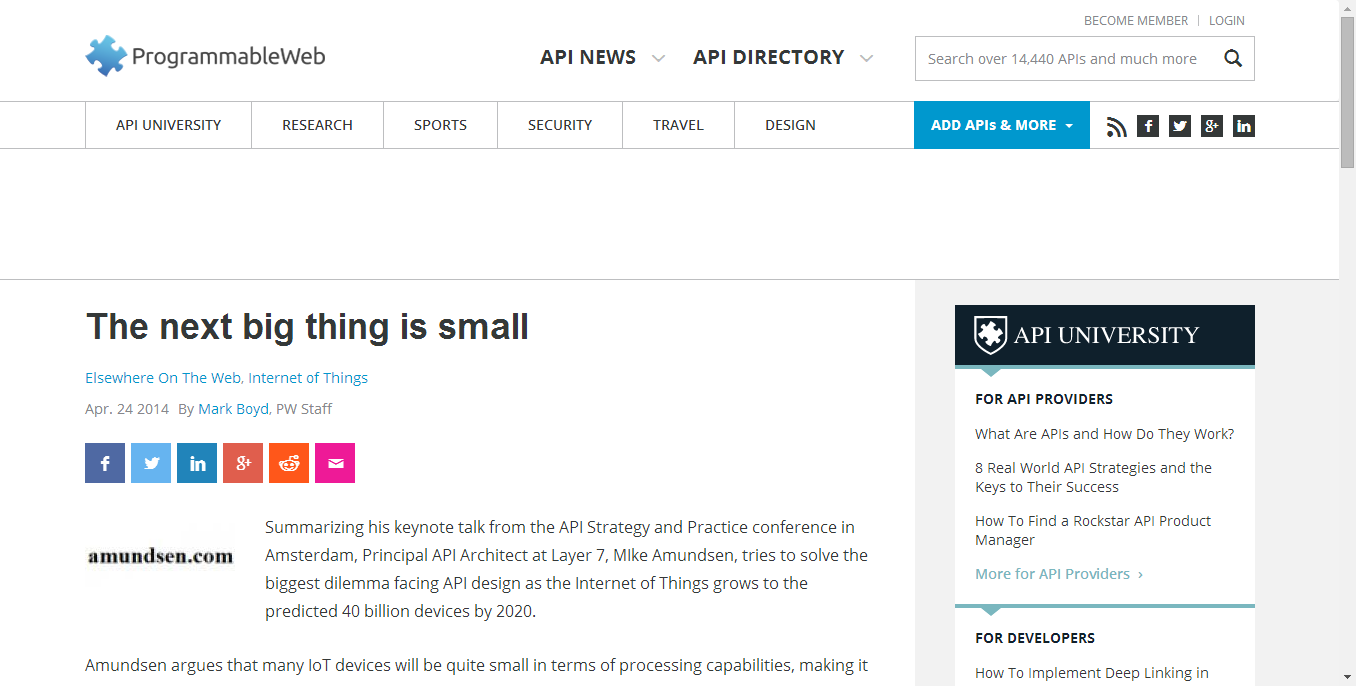 BECOME MEMBER | LOGIN
ProgrammableWeb
API NEWS API DIRECTORY
Search over 14,440 APIs and much more
API UNIVERSITY RESEARCH SPORTS SECURITY TRAVEL DESIGN
ADD APIs & MORE
The next big thing is small
Elsewhere On The Web, Internet of Things
Apr. 24 2014 By Mark Boyd, PW Staff
amundsen.com
Summarizing his keynote talk from the API Strategy and Practice conference in
Amsterdam, Principal API Architect at Layer 7, MIke Amundsen, tries to solve the
biggest dilemma facing API design as the Internet of Things grows to the
predicted 40 billion devices by 2020.
Amundsen argues that many IoT devices will be quite small in terms of processing capabilities, making it
API UNIVERSITY
FOR API PROVIDERS
What Are APIs and How Do They Work?
8 Real World API Strategies and the
Keys to Their Success
How To Find a Rockstar API Product
Manager
More for API Providers ›
FOR DEVELOPERS
How To Implement Deep Linking in